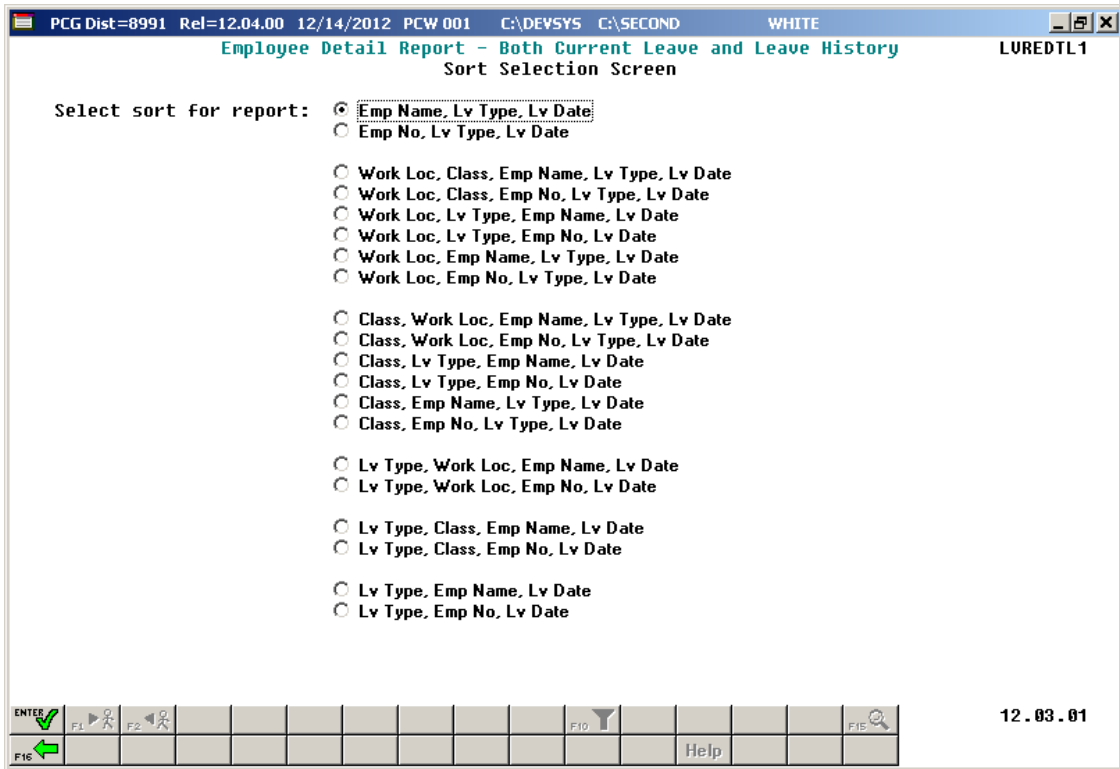 PCG Dist=8991 Rel=12.04.00 12/14/2012 PCW 001 C:\DEVSYS C:\SECOND WHITE
Employee Detail Report - Both Current Leave and Leave History LVREDTL1
Sort Selection Screen
Select sort for report: Emp Name, Lv Type, Lv Date
Emp No, Lv Type, Lv Date
Work Loc, Class, Emp Name, Lv Type, Lv Date
Work Loc, Class, Emp No, Lv Type, Lv Date
Work Loc, Lv Type, Emp Name, Lv Date
Work Loc, Lv Type, Emp No, Lv Date
Work Loc, Emp Name, Lv Type, Lv Date
Work Loc, Emp No, Lv Type, Lv Date
Class, Work Loc, Emp Name, Lv Type, Lv Date
Class, Work Loc, Emp No, Lv Type, Lv Date
Class, Lv Type, Emp Name, Lv Date
Class, Lv Type, Emp No, Lv Date
Class, Emp Name, Lv Type, Lv Date
Class, Emp No, Lv Type, Lv Date
Lv Type, Work Loc, Emp Name, Lv Date
Lv Type, Work Loc, Emp No, Lv Date
Lv Type, Class, Emp Name, Lv Date
Lv Type, Class, Emp No, Lv Date
Lv Type, Emp Name, Lv Date
Lv Type, Emp No, Lv Date
ENTER F1 F2 F10 F15 12.03.01
F16 Help